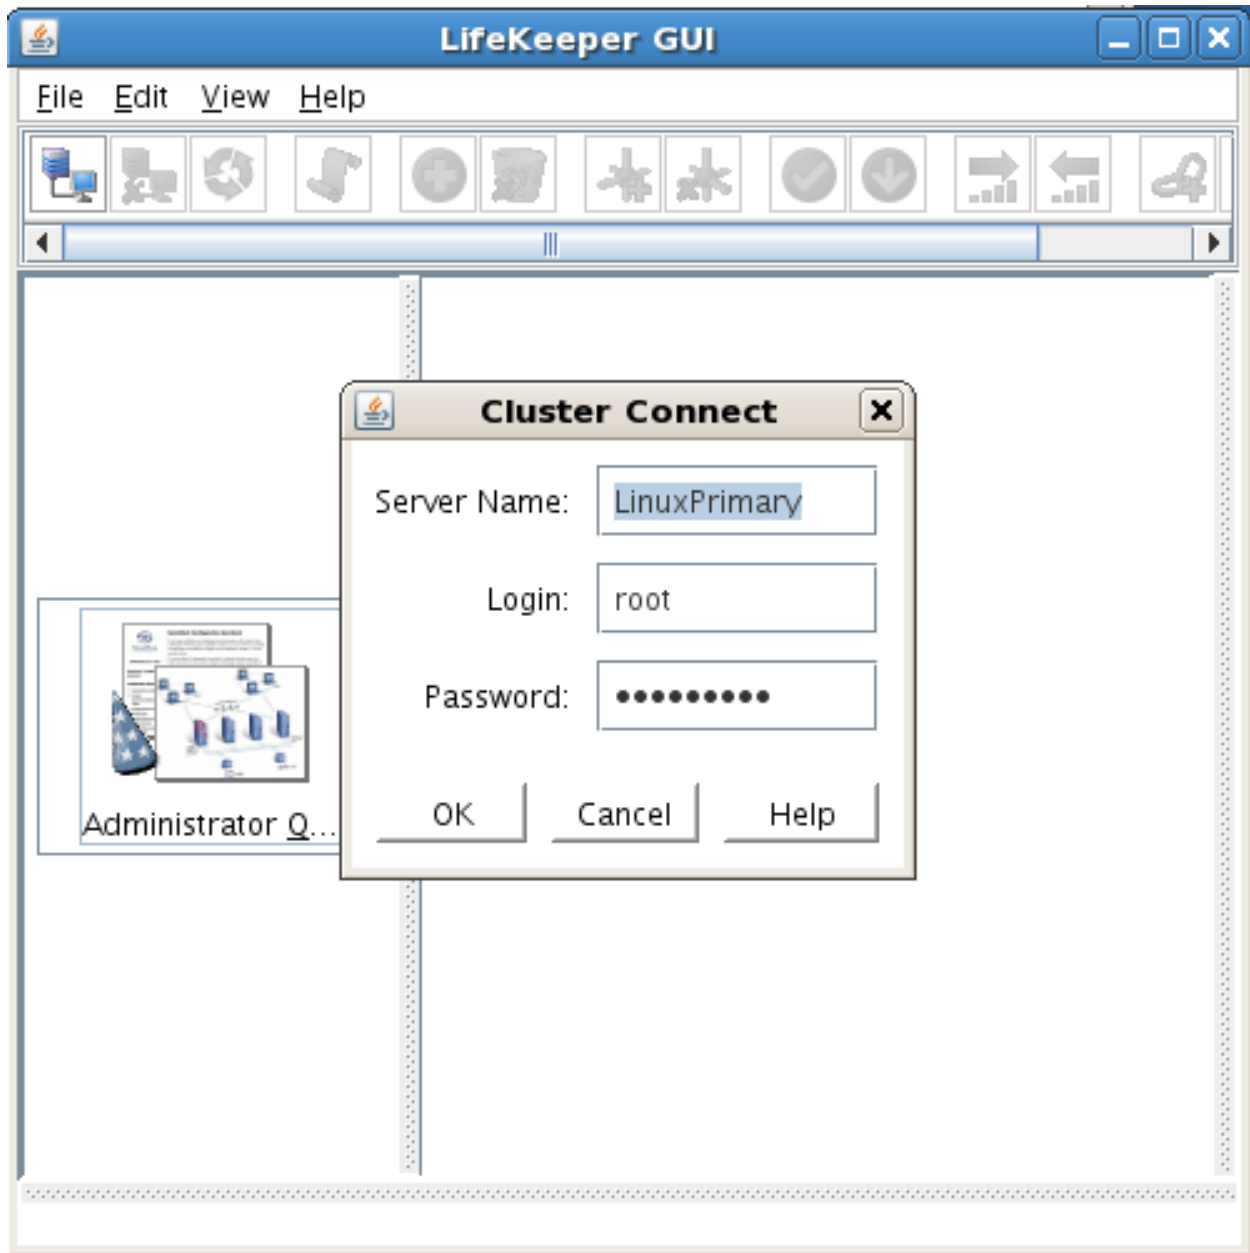 LifeKeeper GUI
File Edit View Help
Cluster Connect
Server Name: LinuxPrimary
Login: root
Password: •••••••••
OK Cancel Help
Administrator Q...